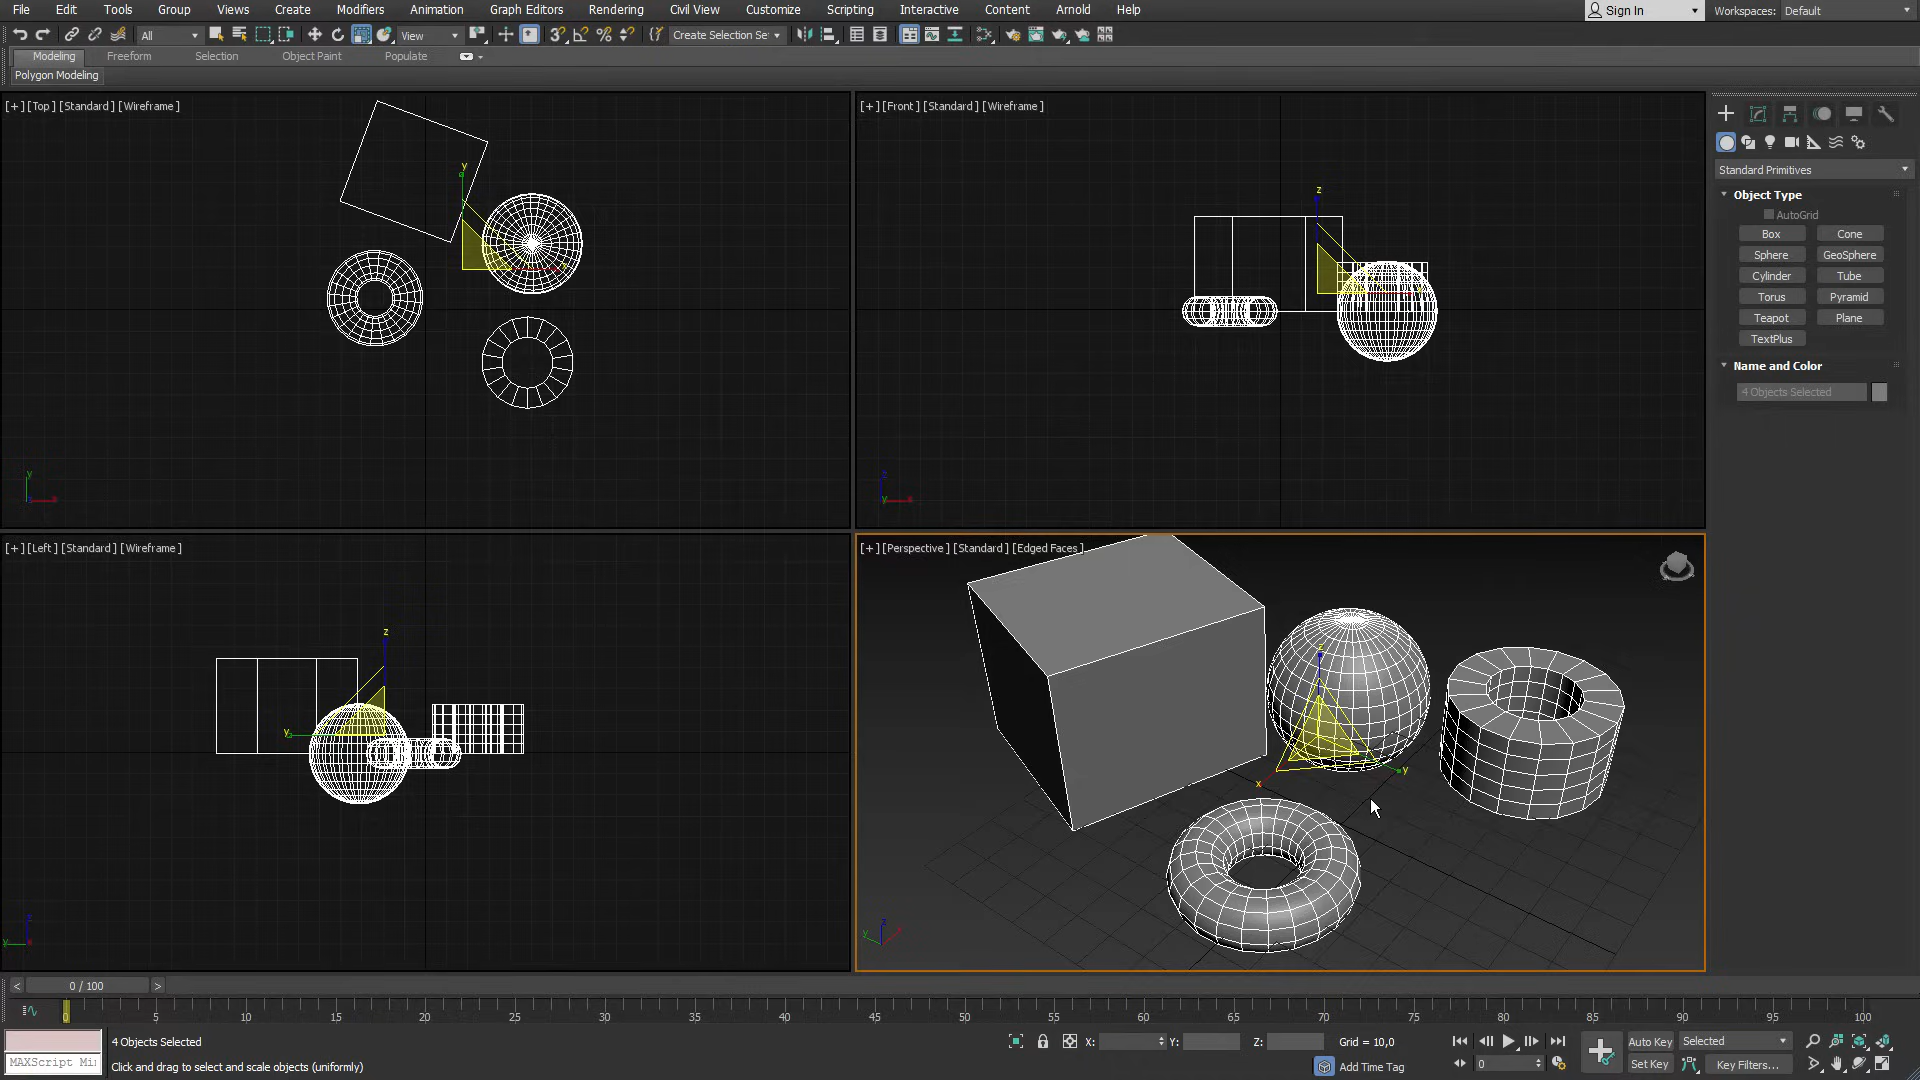 File Edit Tools Group Views Create Modifiers Animation Graph Editors Rendering Civil View Customize Scripting Interactive Content Arnold Help Sign In Workspaces: Default
All View Create Selection Se
Modeling Freeform Selection Object Paint Populate
Polygon Modeling
[+] [Top] [Standard] [Wireframe]
[+] [Front] [Standard] [Wireframe]
Standard Primitives
Object Type
AutoGrid
Box Cone
Sphere GeoSphere
Cylinder Tube
Torus Pyramid
Teapot Plane
TextPlus
Name and Color
4 Objects Selected
y
z
y
x
z
y x
[+] [Left] [Standard] [Wireframe]
[+] [Perspective] [Standard] [Edged Faces]
z
y
z
x y
z
y
z
y x
< 0 / 100 >
0 5 10 15 20 25 30 35 40 45 50 55 60 65 70 75 80 85 90 95 100
4 Objects Selected X: Y: Z: Grid = 10,0 Auto Key Selected
MAXScript Mi Click and drag to select and scale objects (uniformly) Add Time Tag 0 Set Key Key Filters...